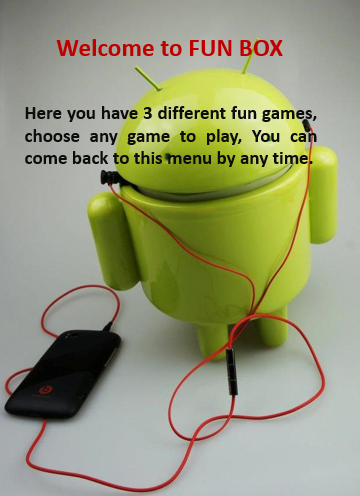 Welcome to FUN BOX
Here you have 3 different fun games,
choose any game to play, You can
come back to this menu by any time.